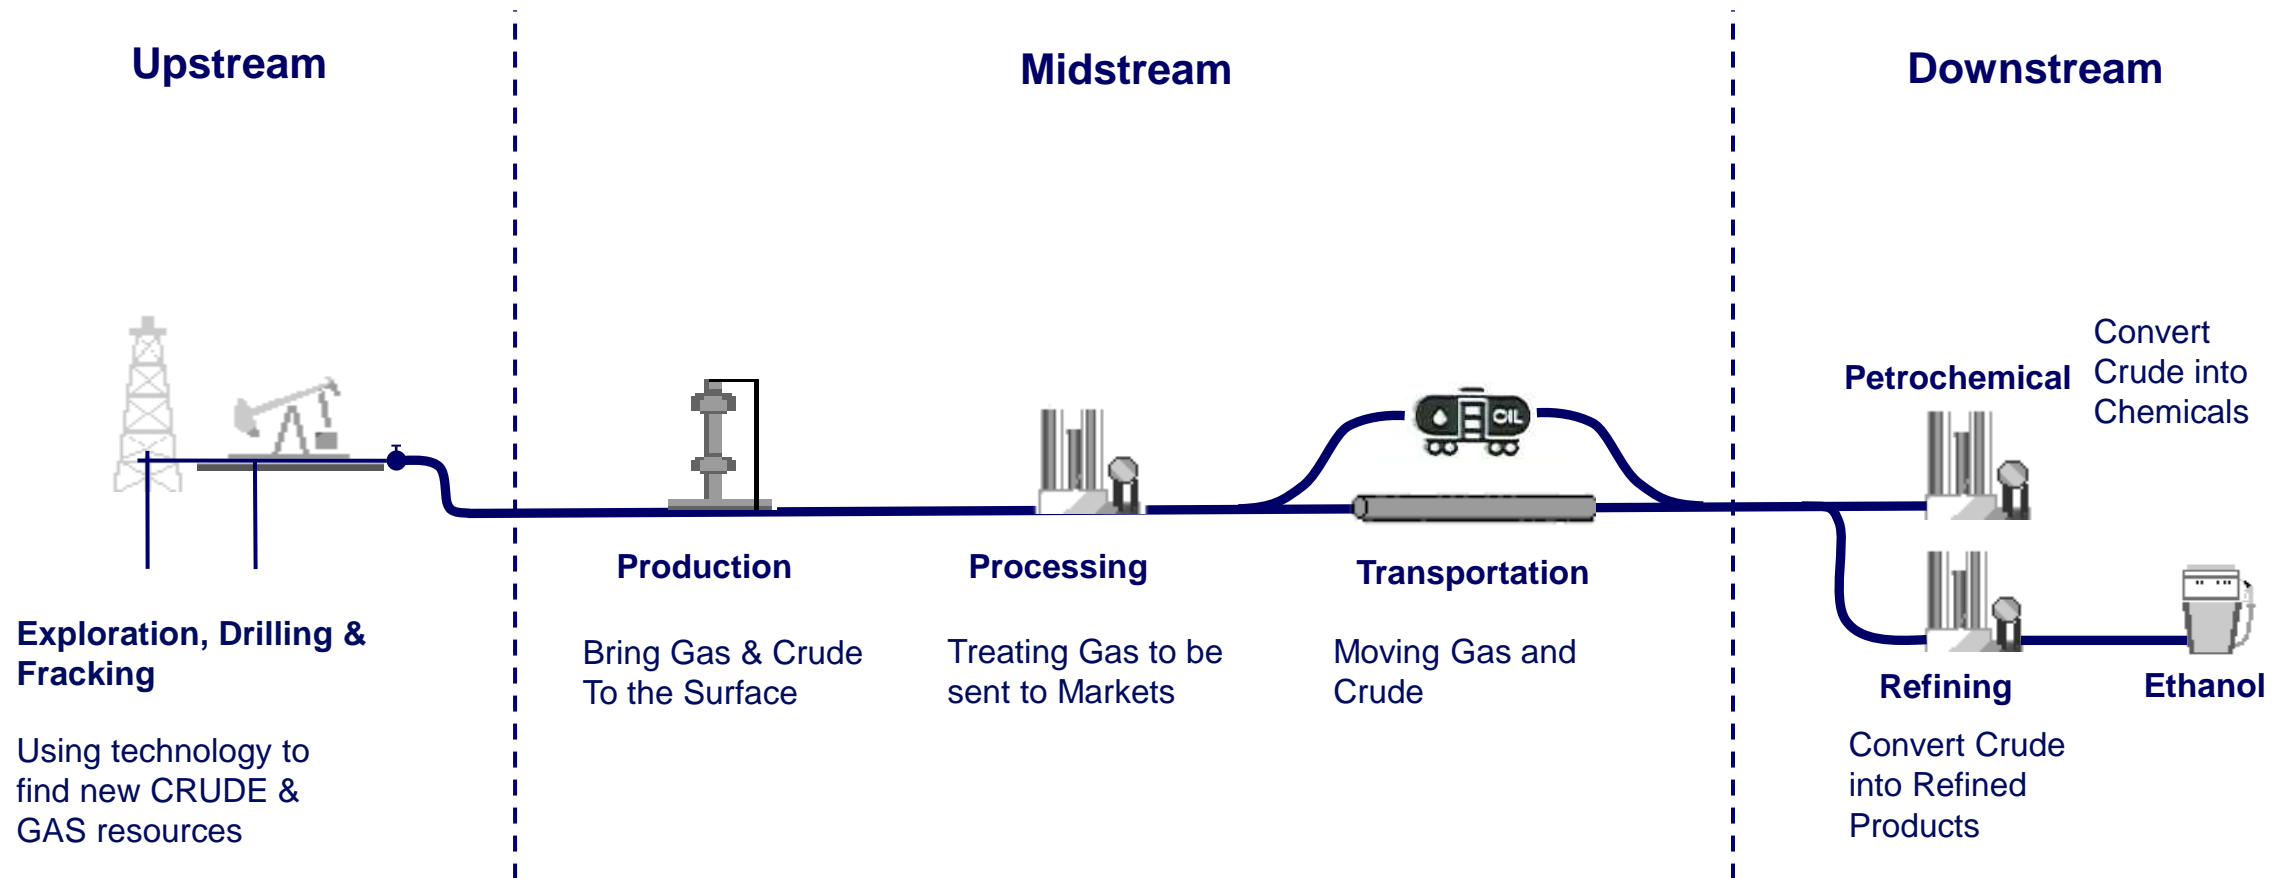 Upstream
Midstream
Downstream
Exploration, Drilling &
Fracking
Using technology to
find new CRUDE &
GAS resources
Production
Bring Gas & Crude
To the Surface
Processing
Treating Gas to be
sent to Markets
OIL
Transportation
Moving Gas and
Crude
Petrochemical
Convert
Crude into
Chemicals
Refining
Convert Crude
into Refined
Products
Ethanol